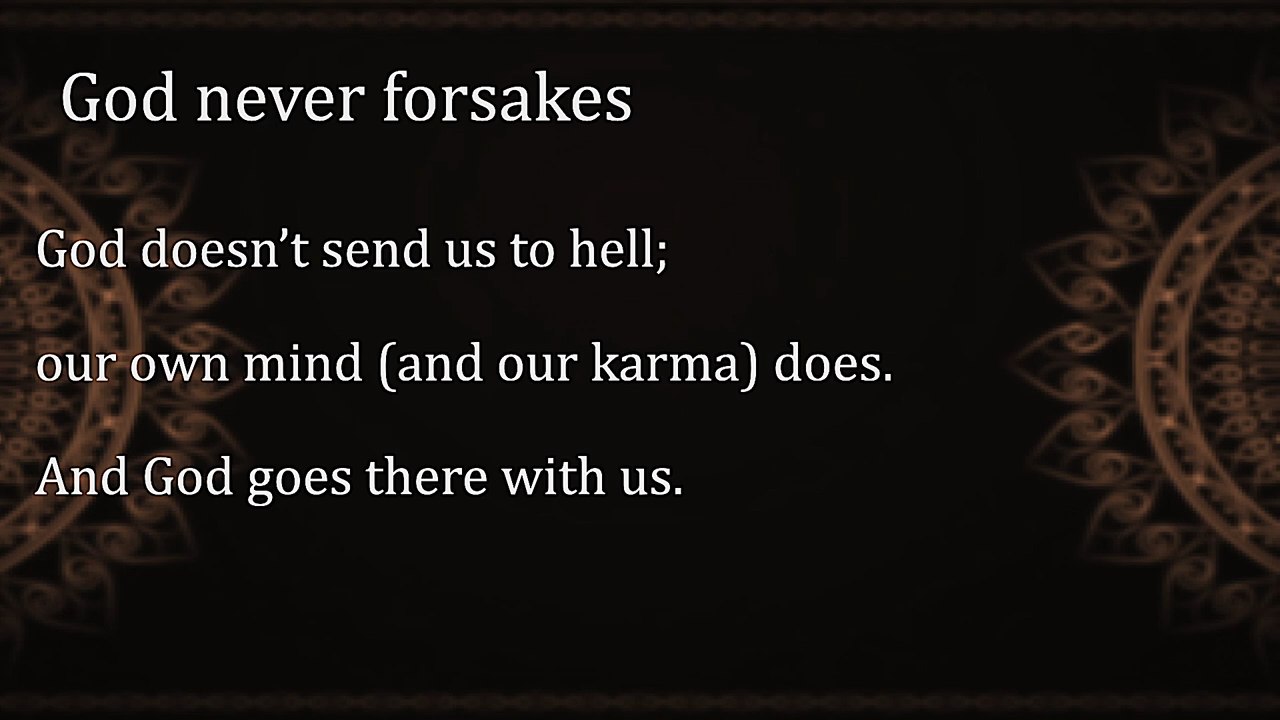 God never forsakes
God doesn’t send us to hell;
our own mind (and our karma) does.
And God goes there with us.